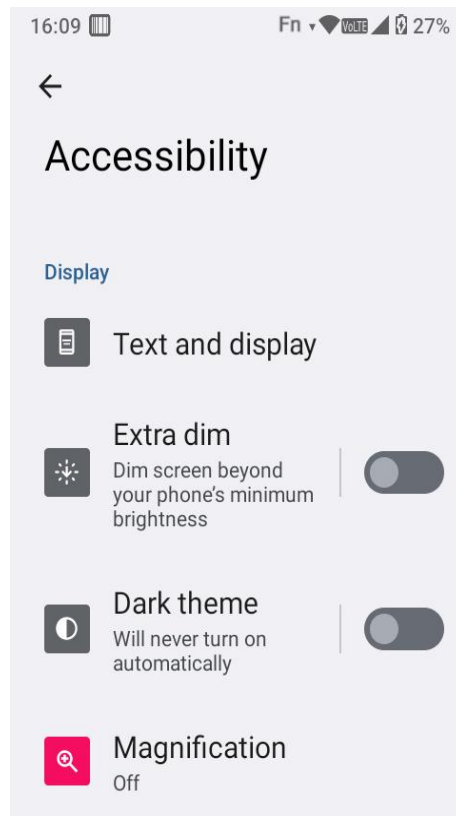 16:09 Fn VoLTE 27%
Accessibility
Display
Text and display
Extra dim
Dim screen beyond
your phone's minimum
brightness
Dark theme
Will never turn on
automatically
Magnification
Off